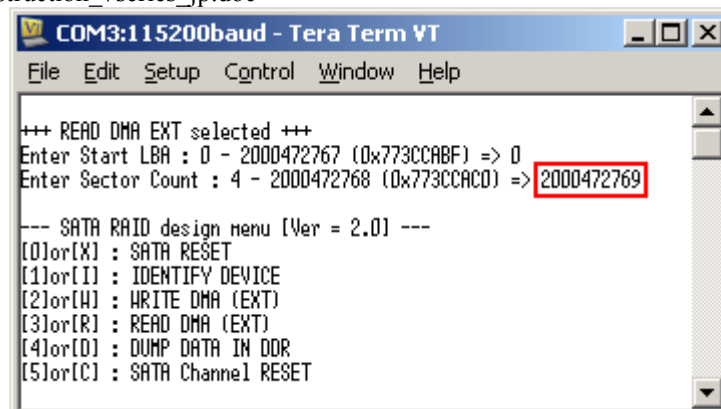 COM3:115200baud - Tera Term VT
File Edit Setup Control Window Help
+++ READ DMA EXT selected +++
Enter Start LBA : 0 - 2000472767 (0x773CCABF) => 0
Enter Sector Count : 4 - 2000472768 (0x773CCAC0) => 2000472769
--- SATA RAID design menu [Ver = 2.0] ---
[0]or[X] : SATA RESET
[1]or[I] : IDENTIFY DEVICE
[2]or[W] : WRITE DMA (EXT)
[3]or[R] : READ DMA (EXT)
[4]or[D] : DUMP DATA IN DDR
[5]or[C] : SATA Channel RESET